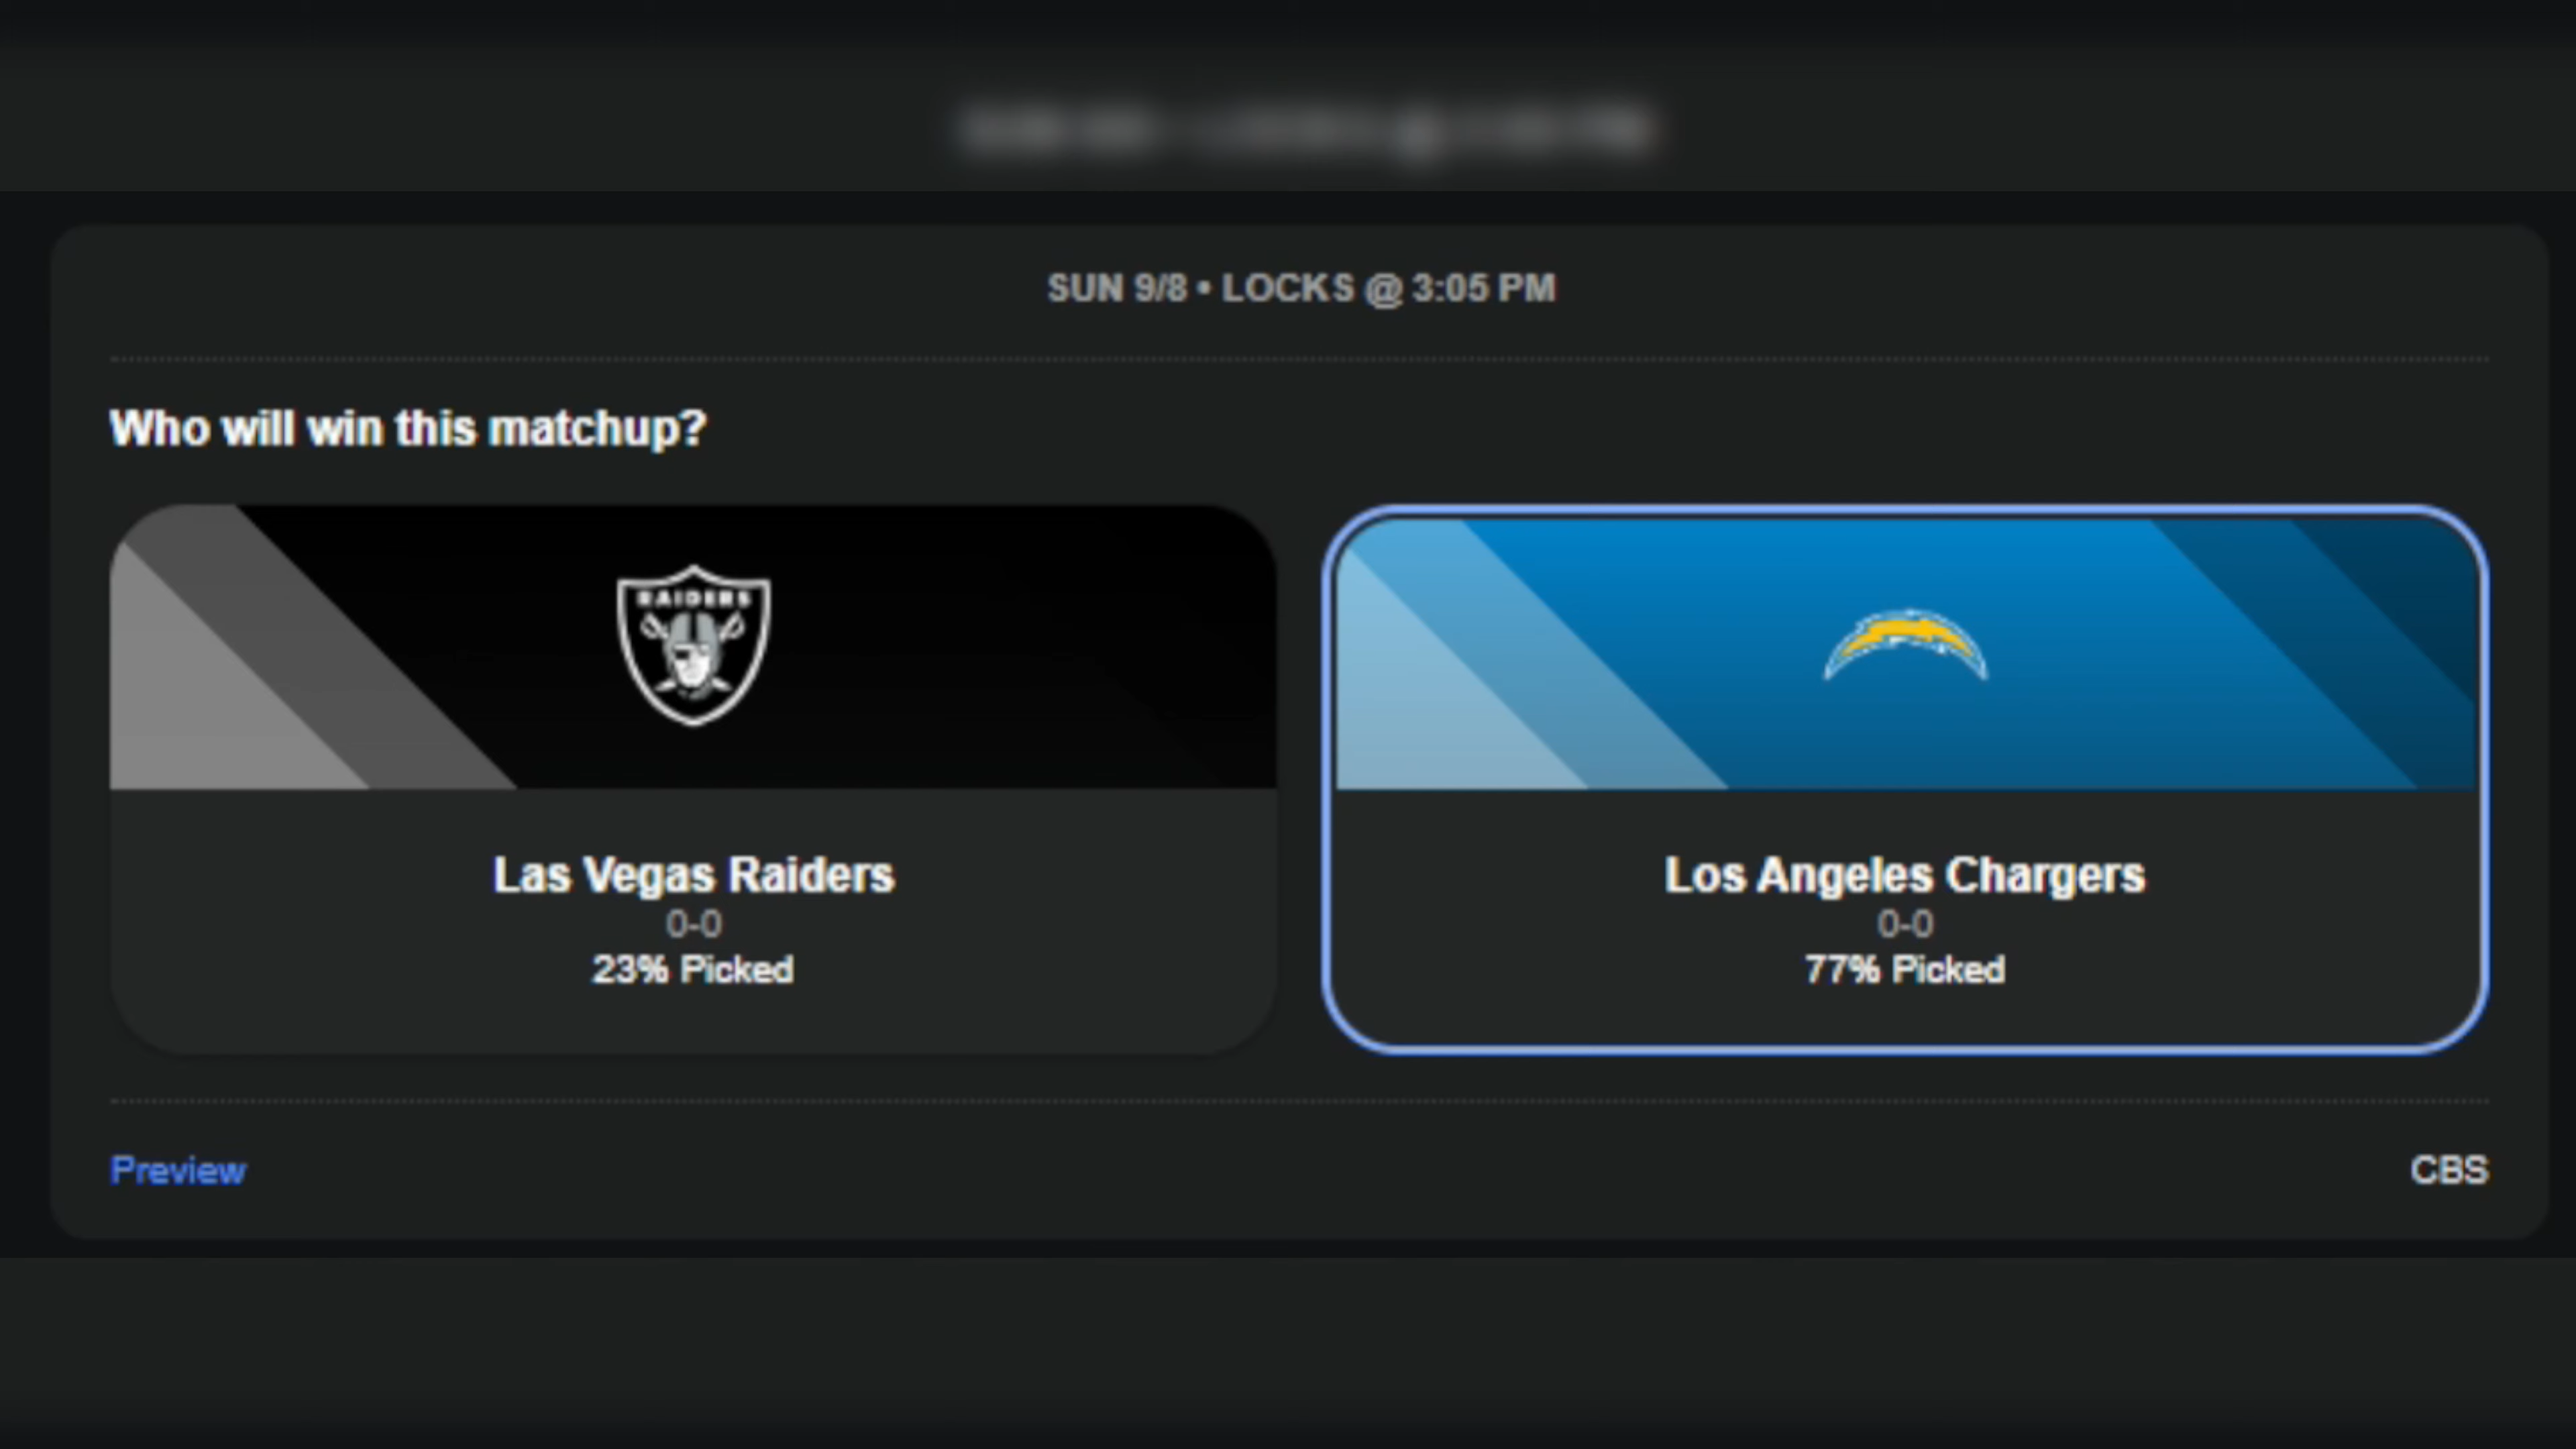 SUN 9/8 • LOCKS @ 3:05 PM
Who will win this matchup?
RAIDERS
Las Vegas Raiders
0-0
23% Picked
Los Angeles Chargers
0-0
77% Picked
Preview
CBS